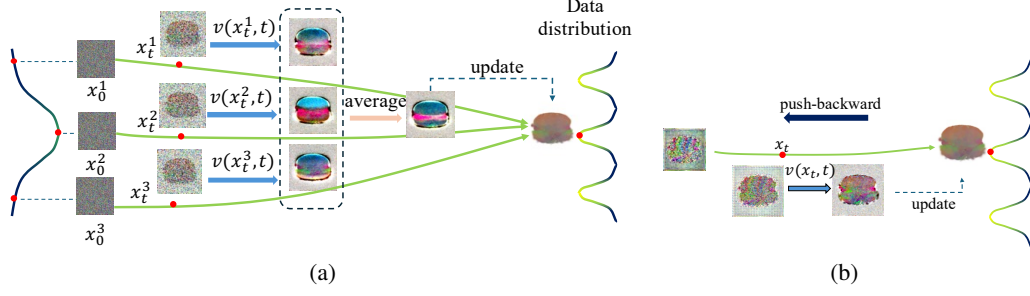 Data
distribution
$x_t^1$
$v(x_t^1, t)$
update
$x_0^1$
$x_t^2$
$v(x_t^2, t)$
average
$x_0^2$
$x_t^3$
$v(x_t^3, t)$
$x_0^3$
(a)
push-backward
$x_t$
$v(x_t, t)$
update
(b)